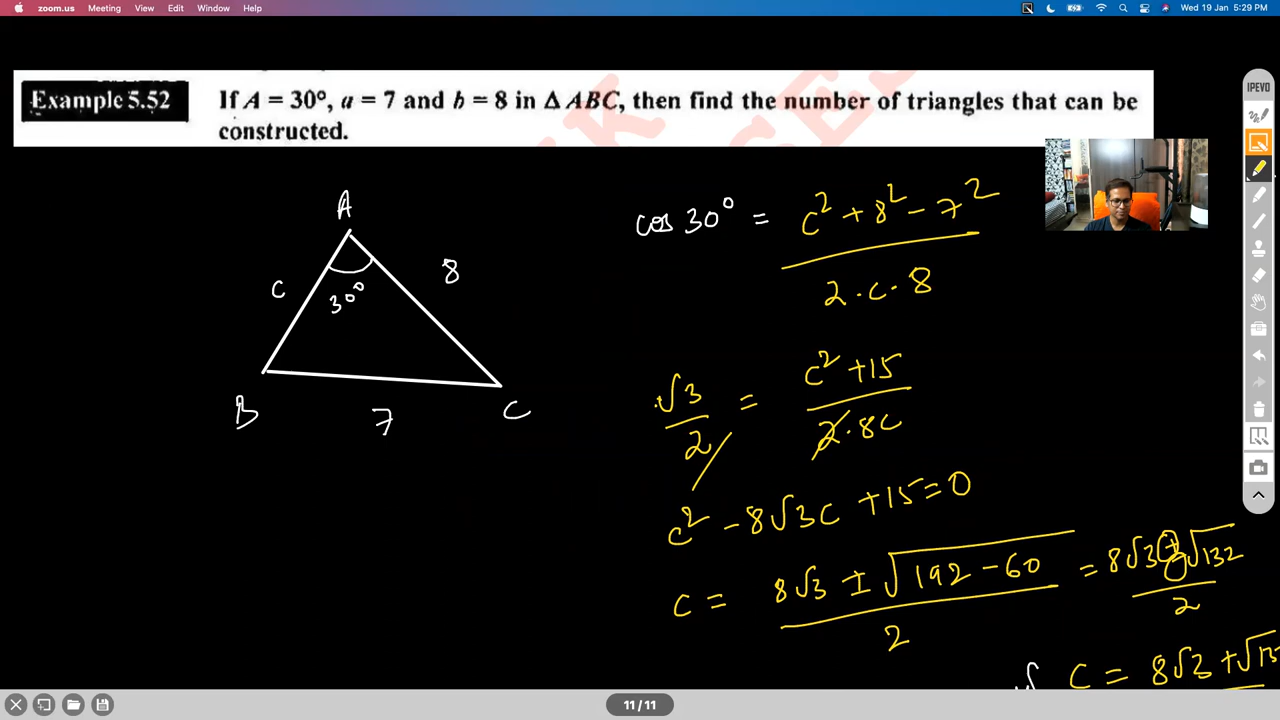 zoom.us Meeting View Edit Window Help Wed 19 Jan 5:29 PM
Example 5.52 If A = 30°, a = 7 and b = 8 in Δ ABC, then find the number of triangles that can be
constructed.
IPEVO
A
c 30° 8
B 7 C
cos 30° = c² + 8² - 7² / 2·c·8
√3/2 = c² + 15 / 2·8c
c² - 8√3c + 15 = 0
c = 8√3 ± √192 - 60 / 2 = 8√3 ± √132 / 2
c = 8√3 + √13
11 / 11